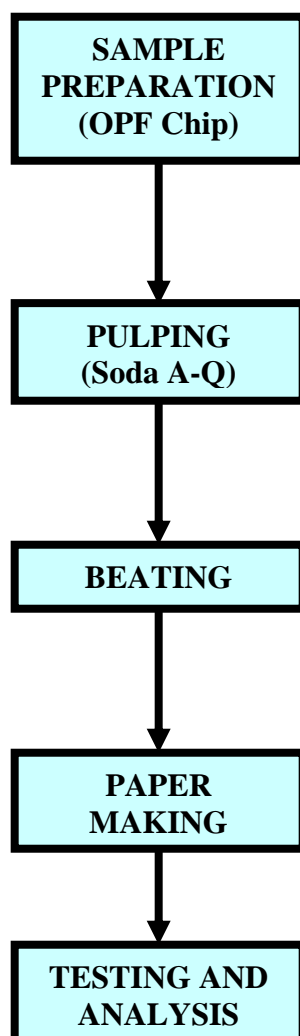 SAMPLE
PREPARATION
(OPF Chip)
PULPING
(Soda A-Q)
BEATING
PAPER
MAKING
TESTING AND
ANALYSIS